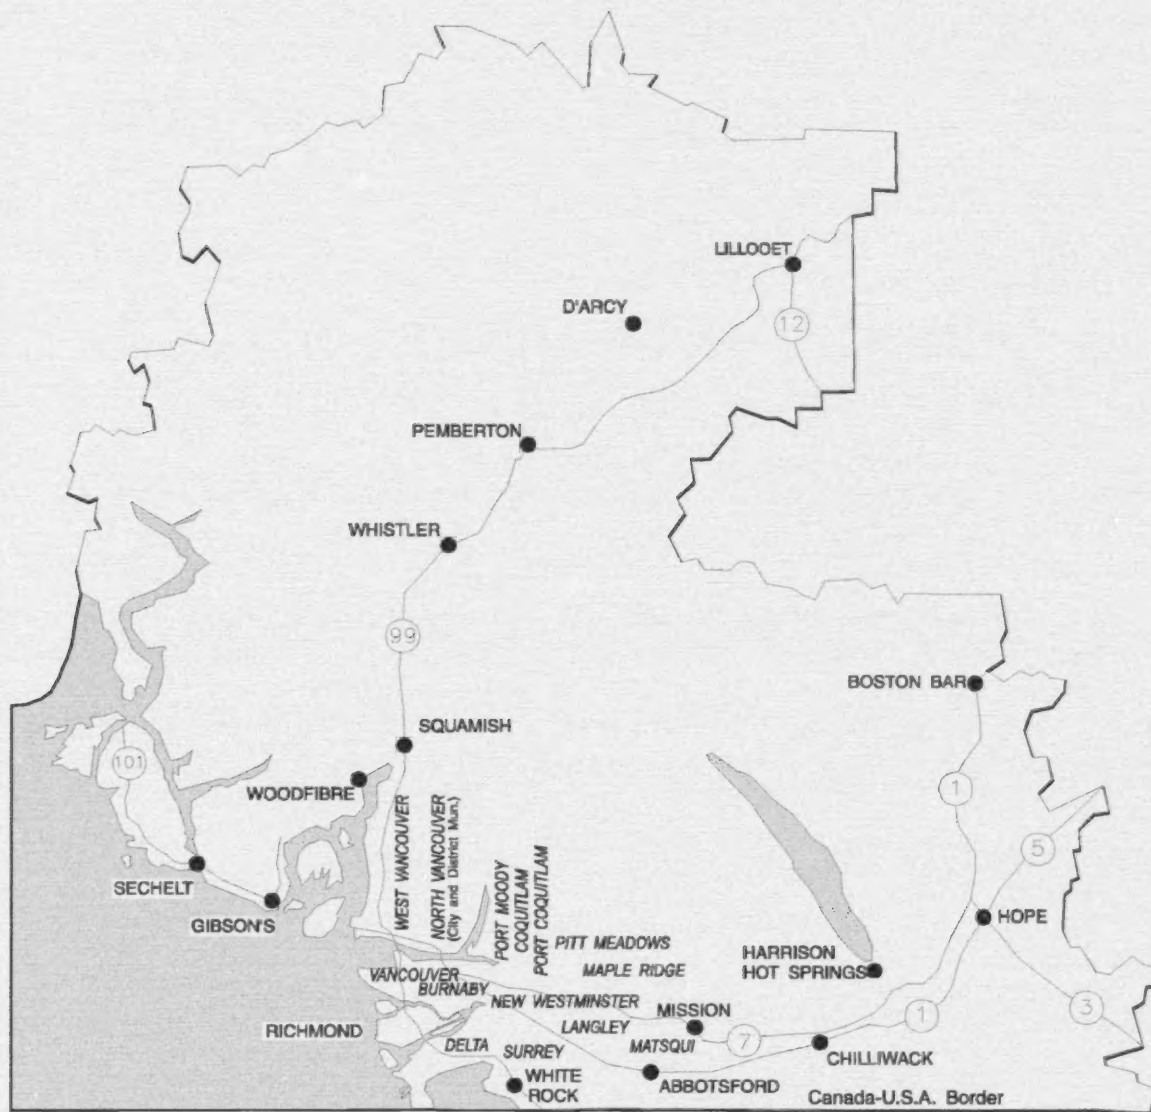 LILLOOET
D'ARCY
12
PEMBERTON
WHISTLER
99
BOSTON BAR
SQUAMISH
101
WOODFIBRE
1
5
WEST VANCOUVER
NORTH VANCOUVER
(City and District Mun.)
PORT MOODY
COQUITLAM
PORT COQUITLAM
SECHELT
GIBSON'S
HOPE
PITT MEADOWS
HARRISON
HOT SPRINGS
MAPLE RIDGE
VANCOUVER
BURNABY
NEW WESTMINSTER
MISSION
1
3
RICHMOND
LANGLEY
7
DELTA
SURREY
MATSQUI
CHILLIWACK
WHITE
ROCK
ABBOTSFORD
Canada-U.S.A. Border